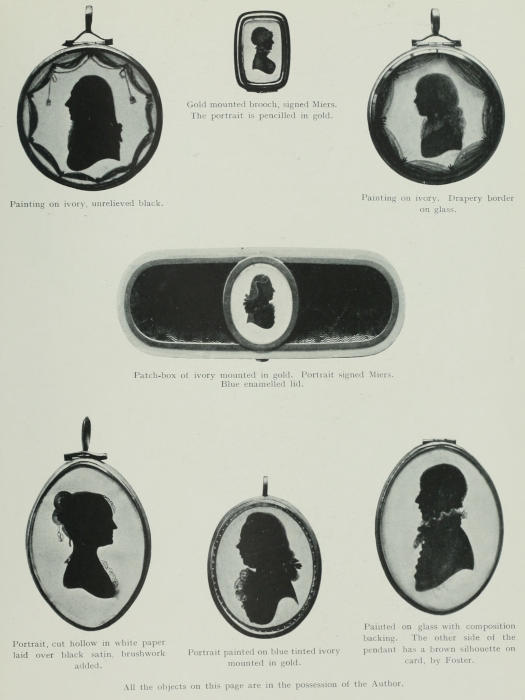 Gold mounted brooch, signed Miers.
The portrait is pencilled in gold.
Painting on ivory, unrelieved black.
Painting on ivory. Drapery border
on glass.
Patch-box of ivory mounted in gold. Portrait signed Miers.
Blue enamelled lid.
Portrait, cut hollow in white paper
laid over black satin, brushwork
added.
Portrait painted on blue tinted ivory
mounted in gold.
Painted on glass with composition
backing. The other side of the
pendant has a brown silhouette on
card, by Foster.
All the objects on this page are in the possession of the Author.